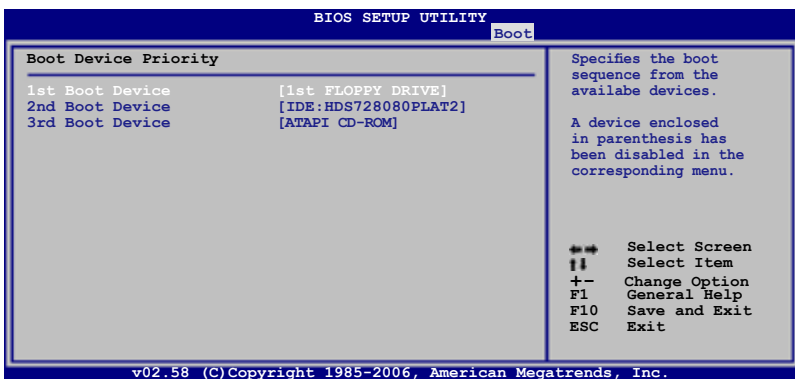 BIOS SETUP UTILITY
Boot
Boot Device Priority
1st Boot Device [1st FLOPPY DRIVE]
2nd Boot Device [IDE:HDS728080PLAT2]
3rd Boot Device [ATAPI CD-ROM]
Specifies the boot
sequence from the
availabe devices.
A device enclosed
in parenthesis has
been disabled in the
corresponding menu.
←→ Select Screen
↑↓ Select Item
+- Change Option
F1 General Help
F10 Save and Exit
ESC Exit
v02.58 (C)Copyright 1985-2006, American Megatrends, Inc.